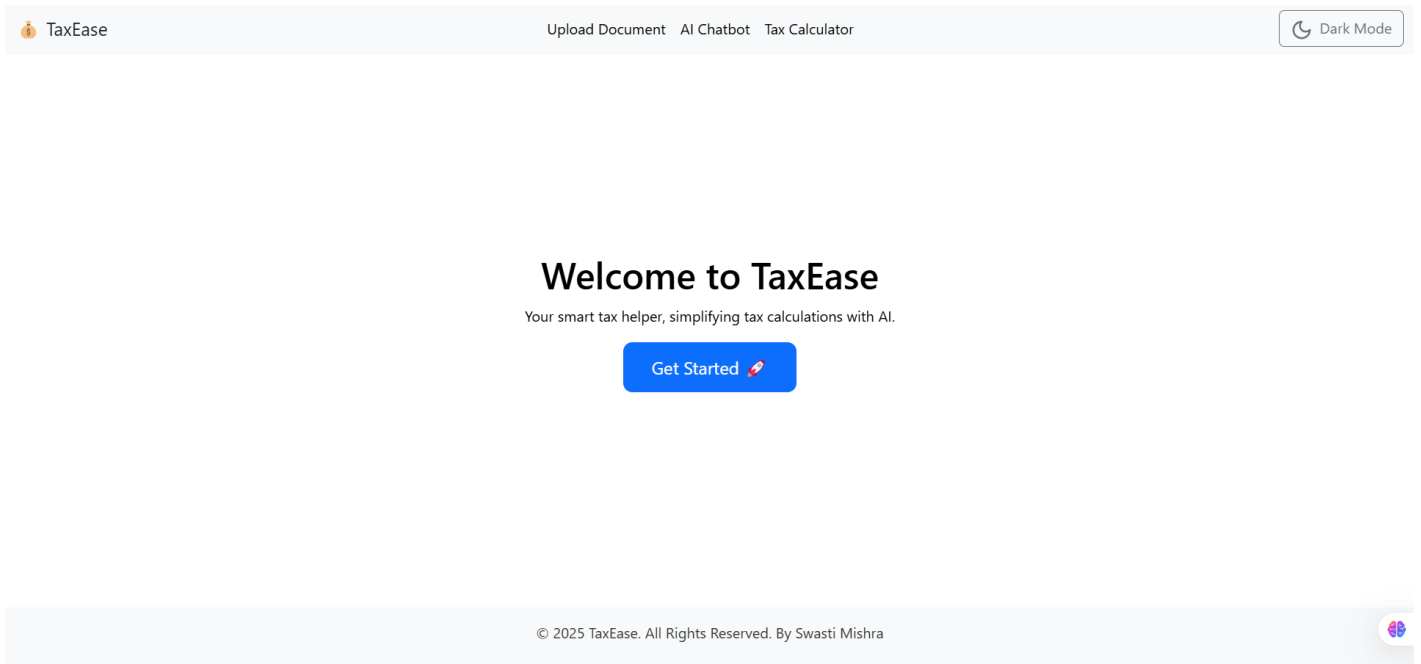 TaxEase
Upload Document AI Chatbot Tax Calculator
Dark Mode
Welcome to TaxEase
Your smart tax helper, simplifying tax calculations with AI.
Get Started 🚀
© 2025 TaxEase. All Rights Reserved. By Swasti Mishra